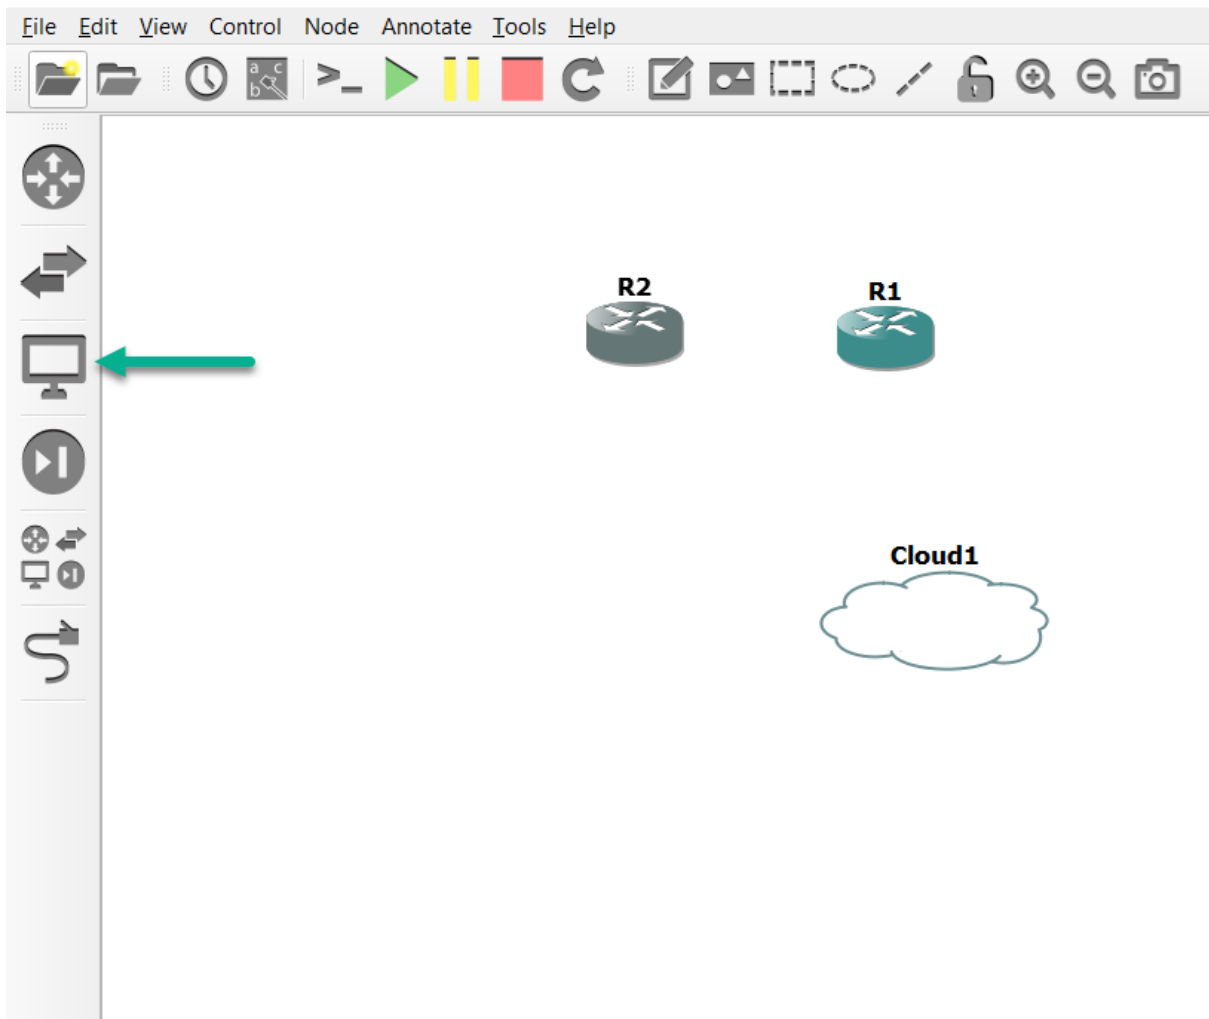 File Edit View Control Node Annotate Tools Help
a c
b
R2
R1
Cloud1